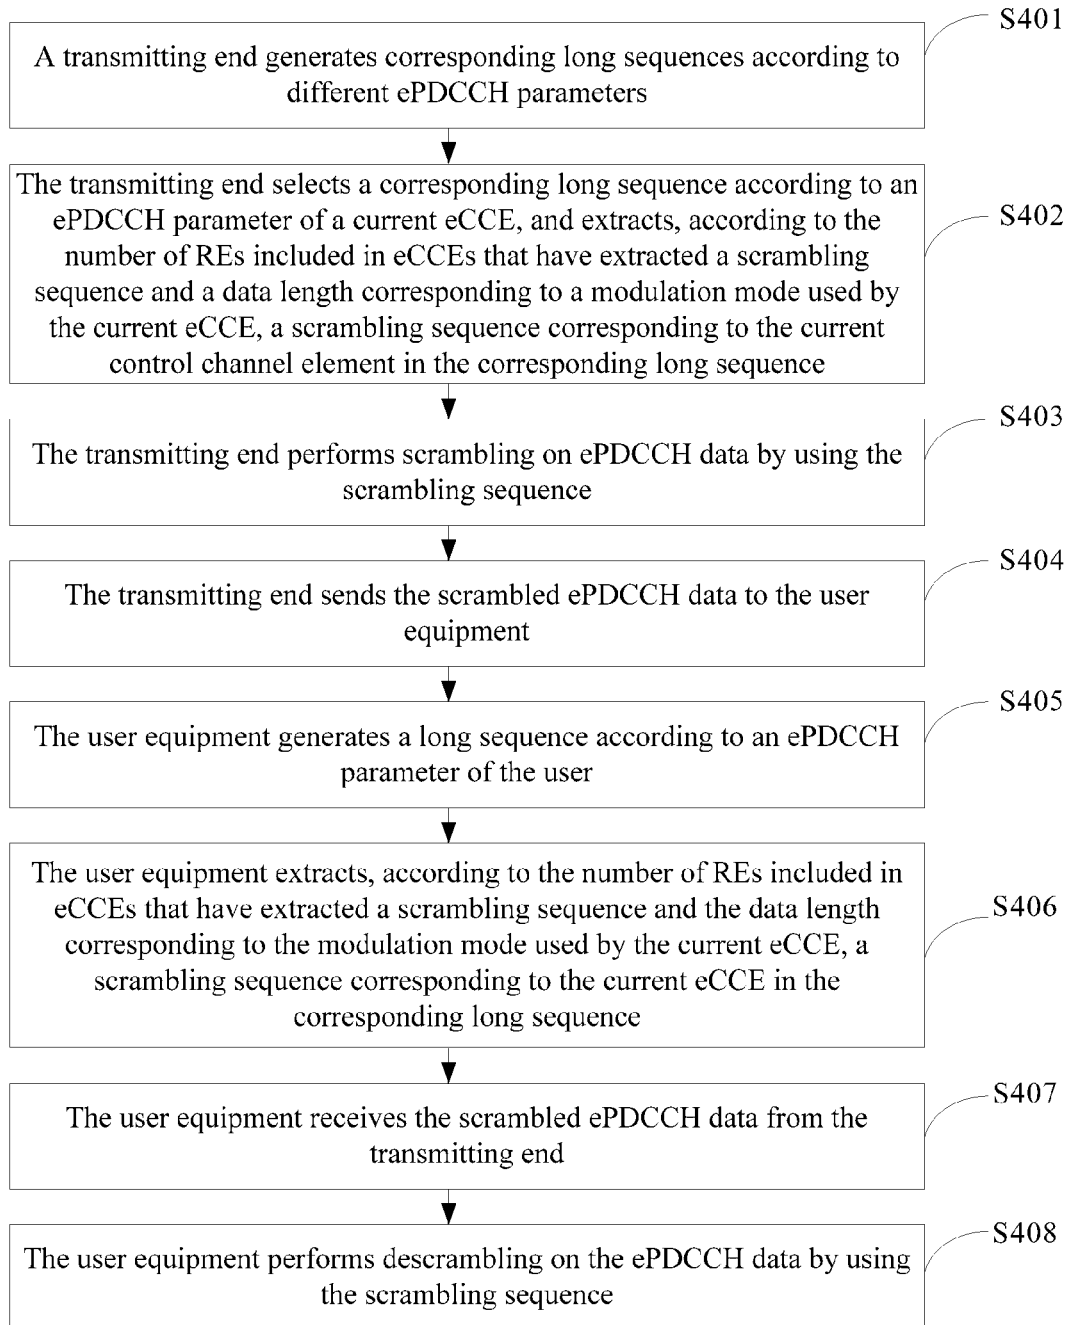 S401
A transmitting end generates corresponding long sequences according to
different ePDCCH parameters
The transmitting end selects a corresponding long sequence according to an
ePDCCH parameter of a current eCCE, and extracts, according to the
number of REs included in eCCEs that have extracted a scrambling
sequence and a data length corresponding to a modulation mode used by
the current eCCE, a scrambling sequence corresponding to the current
control channel element in the corresponding long sequence
S402
S403
The transmitting end performs scrambling on ePDCCH data by using the
scrambling sequence
S404
The transmitting end sends the scrambled ePDCCH data to the user
equipment
S405
The user equipment generates a long sequence according to an ePDCCH
parameter of the user
The user equipment extracts, according to the number of REs included in
eCCEs that have extracted a scrambling sequence and the data length
corresponding to the modulation mode used by the current eCCE, a
scrambling sequence corresponding to the current eCCE in the
corresponding long sequence
S406
S407
The user equipment receives the scrambled ePDCCH data from the
transmitting end
S408
The user equipment performs descrambling on the ePDCCH data by using
the scrambling sequence